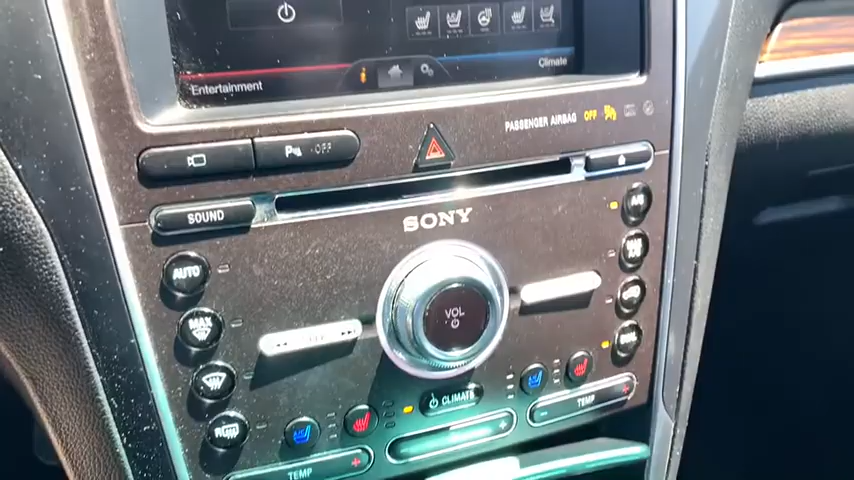 Entertainment
Climate
PASSENGER AIRBAG OFF
P OFF
SOUND
SONY
AUTO
VOL
MAX
A/C
R
CLIMATE
TEMP
TEMP